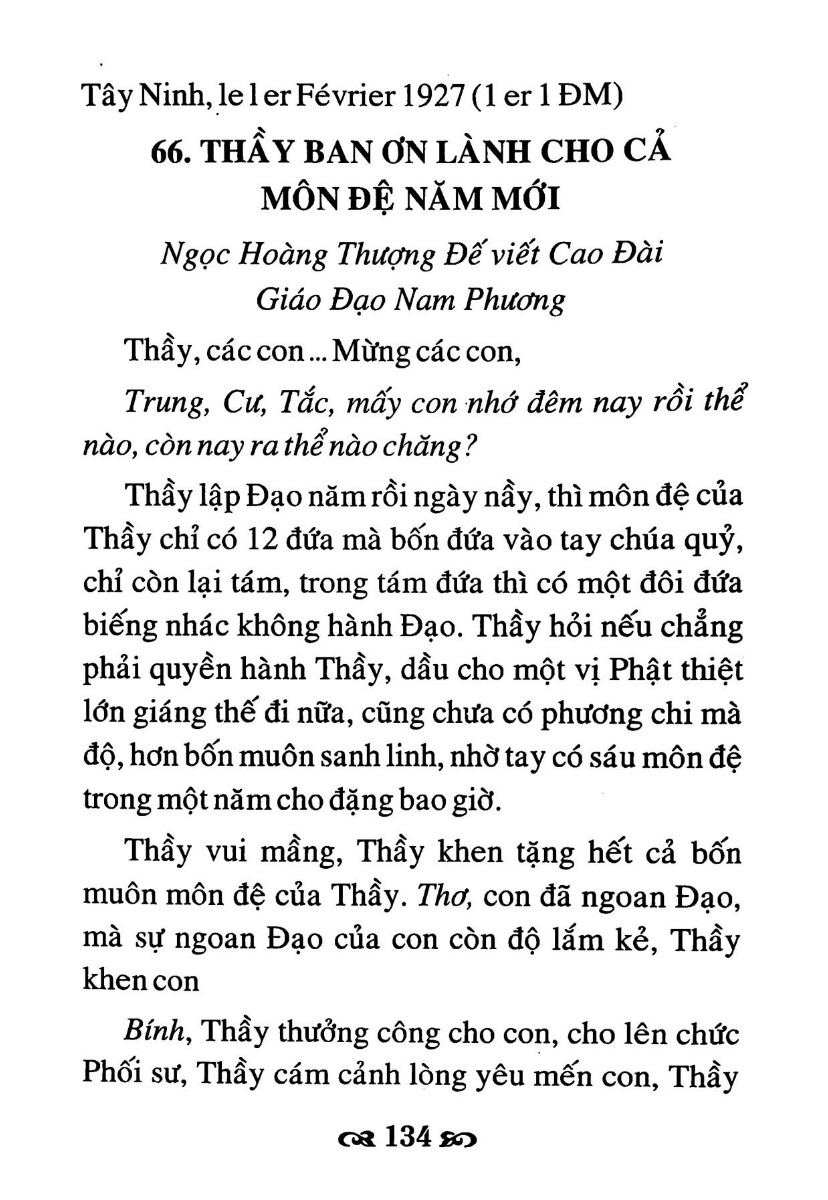 Tây Ninh, le 1 er Février 1927 (1 er 1 ĐM)
66. THẦY BAN ƠN LÀNH CHO CẢ
MÔN ĐỆ NĂM MỚI
Ngọc Hoàng Thượng Đế viết Cao Đài
Giáo Đạo Nam Phương
Thầy, các con ... Mừng các con,
Trung, Cư, Tắc, mấy con nhớ đêm nay rồi thể
nào, còn nay ra thể nào chăng?
Thầy lập Đạo năm rồi ngày nầy, thì môn đệ của
Thầy chỉ có 12 đứa mà bốn đứa vào tay chúa quỷ,
chỉ còn lại tám, trong tám đứa thì có một đôi đứa
biếng nhác không hành Đạo. Thầy hỏi nếu chẳng
phải quyền hành Thầy, dầu cho một vị Phật thiệt
lớn giáng thế đi nữa, cũng chưa có phương chi mà
độ, hơn bốn muôn sanh linh, nhờ tay có sáu môn đệ
trong một năm cho đặng bao giờ.
Thầy vui mầng, Thầy khen tặng hết cả bốn
muôn môn đệ của Thầy. Thơ, con đã ngoan Đạo,
mà sự ngoan Đạo của con còn độ lắm kẻ, Thầy
khen con
Bính, Thầy thưởng công cho con, cho lên chức
Phối sư, Thầy cám cảnh lòng yêu mến con, Thầy
134